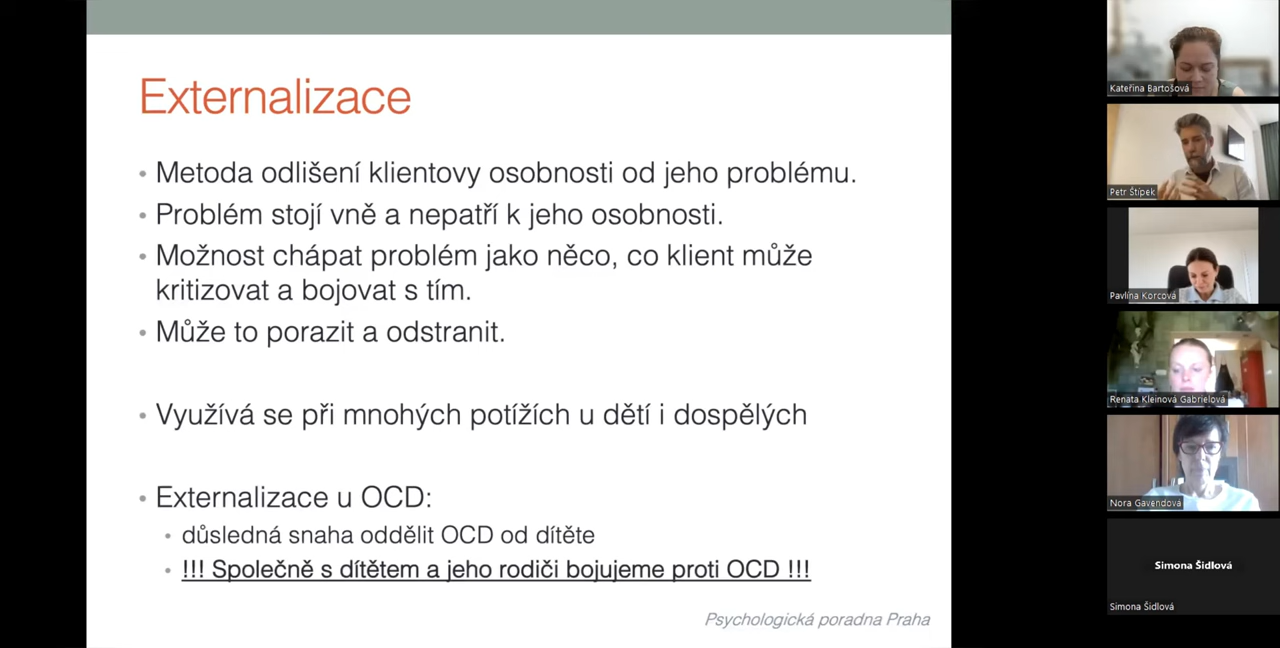 Externalizace
• Metoda odlišení klientovy osobnosti od jeho problému.
• Problém stojí vně a nepatří k jeho osobnosti.
• Možnost chápat problém jako něco, co klient může
kritizovat a bojovat s tím.
• Může to porazit a odstranit.
• Využívá se při mnohých potížích u dětí i dospělých
• Externalizace u OCD:
• důsledná snaha oddělit OCD od dítěte
• !!! Společně s dítětem a jeho rodiči bojujeme proti OCD !!!
Psychologická poradna Praha
Kateřina Bartošová
Petr Štípek
Pavlína Korcová
Renata Kleinová Gabrielová
Nora Gavendová
Simona Šidlová
Simona Šidlová